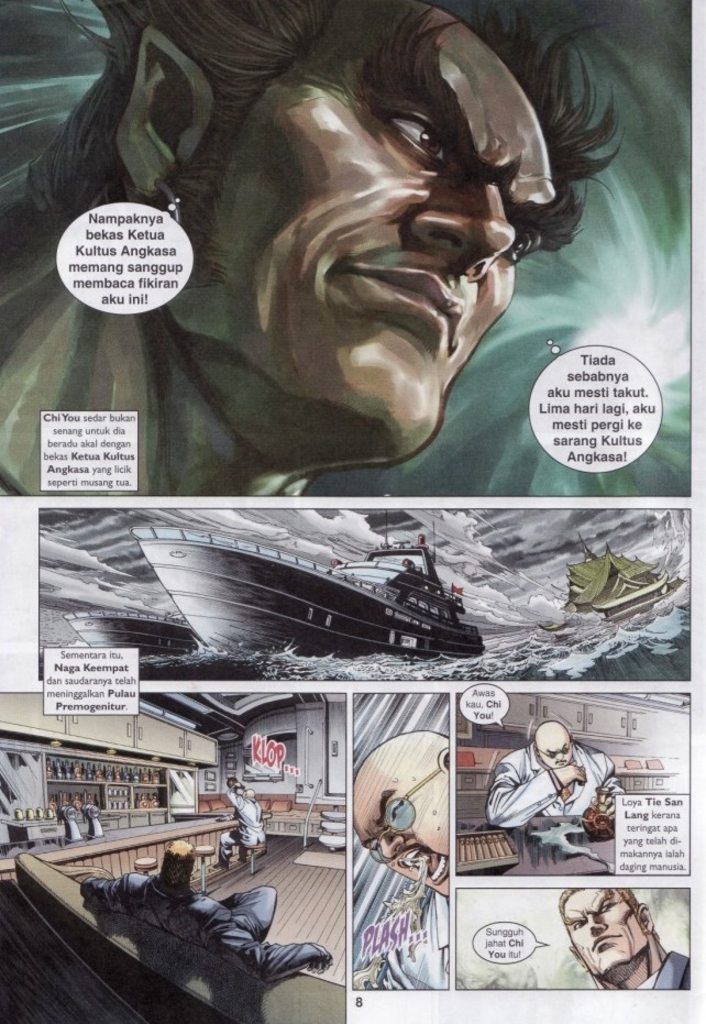 Nampaknya
bekas Ketua
Kultus Angkasa
memang sanggup
membaca fikiran
aku ini!
Tiada
sebabnya
aku mesti takut.
Lima hari lagi, aku
mesti pergi ke
sarang Kultus
Angkasa!
Chi You sedar bukan
senang untuk dia
beradu akal dengan
bekas Ketua Kultus
Angkasa yang licik
seperti musang tua.
Sementara itu,
Naga Keempat
dan saudaranya telah
meninggalkan Pulau
Premogenitur.
KLOP...
PLASH...
Awas
kau, Chi
You!
Loya Tie San
Lang kerana
teringat apa
yang telah di-
makannya ialah
daging manusia.
Sungguh
jahat Chi
You itu!
8